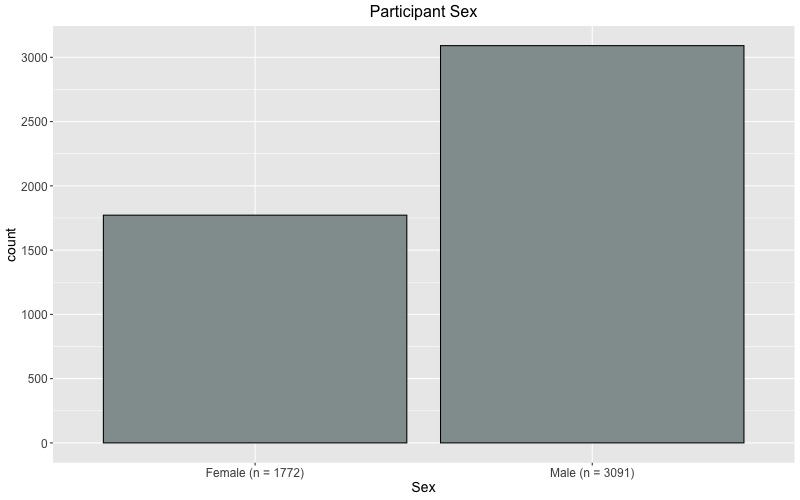 Participant Sex
count
3000
2500
2000
1500
1000
500
0
Female (n = 1772) Male (n = 3091)
Sex